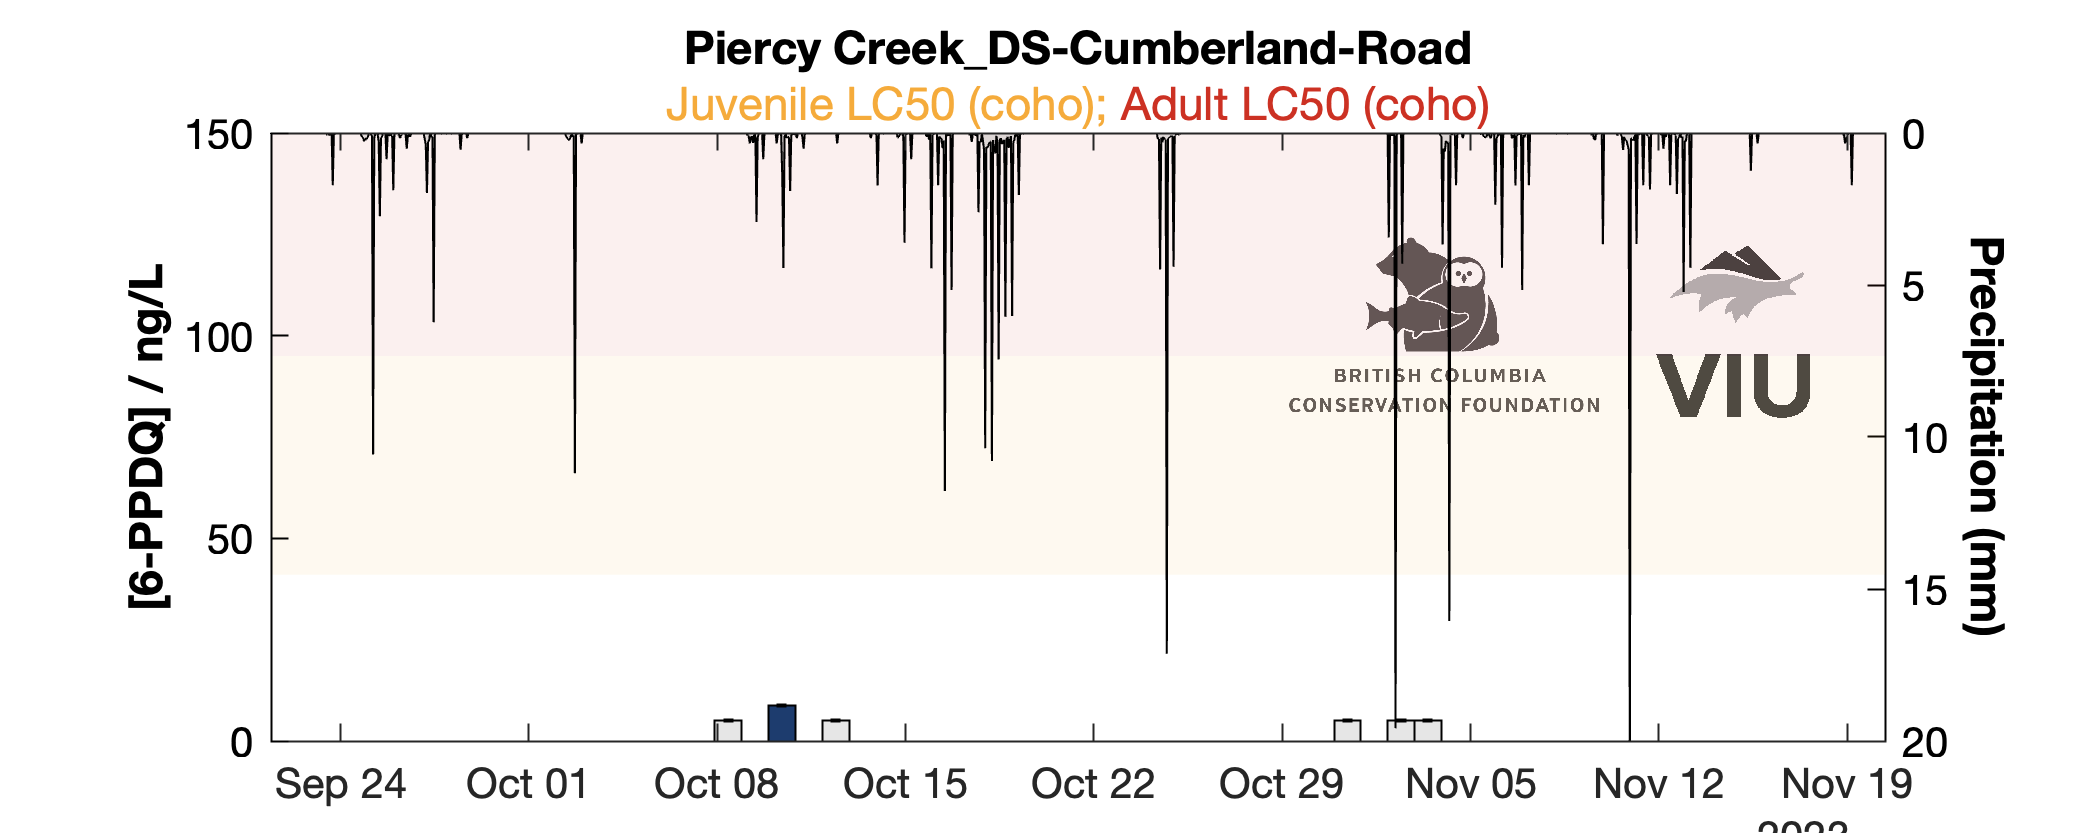 Piercy Creek_DS-Cumberland-Road
Juvenile LC50 (coho); Adult LC50 (coho)
150
100
50
0
[6-PPDQ] / ng/L
0
5
10
15
20
Precipitation (mm)
BRITISH COLUMBIA
CONSERVATION FOUNDATION
VIU
Sep 24 Oct 01 Oct 08 Oct 15 Oct 22 Oct 29 Nov 05 Nov 12 Nov 19